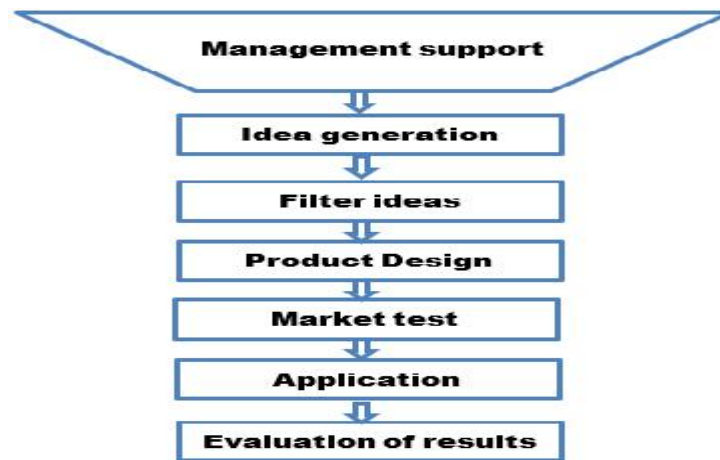 Management support
Idea generation
Filter ideas
Product Design
Market test
Application
Evaluation of results